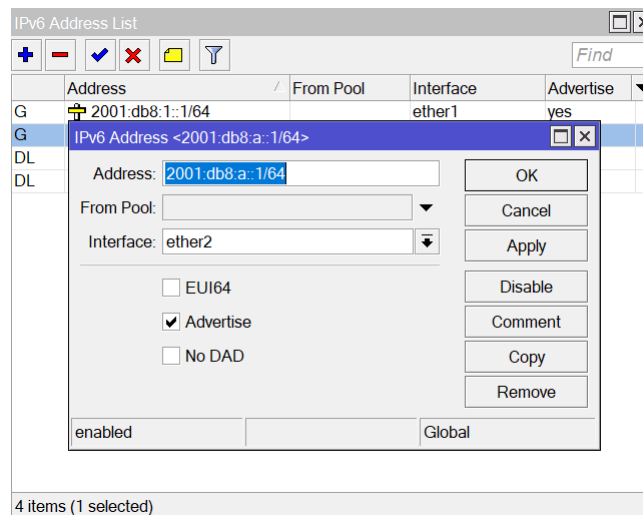 IPv6 Address List
Find
Address From Pool Interface Advertise
G 2001:db8:1::1/64 ether1 yes
G
DL
DL
IPv6 Address <2001:db8:a::1/64>
Address: 2001:db8:a::1/64 OK
From Pool: Cancel
Interface: ether2 Apply
EUI64 Disable
Advertise Comment
No DAD Copy
Remove
enabled Global
4 items (1 selected)